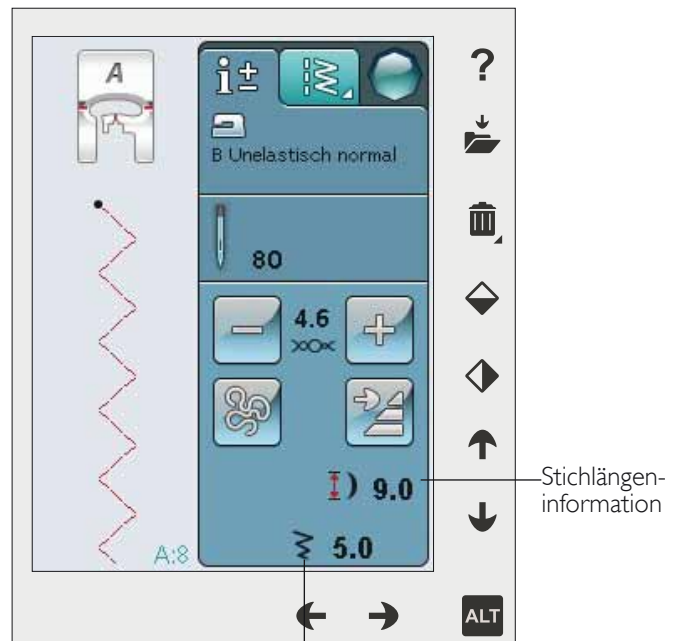 A
i±
?
B Unelastisch normal
80
4.6
9.0
Stichlängen-
information
A:8
5.0
ALT